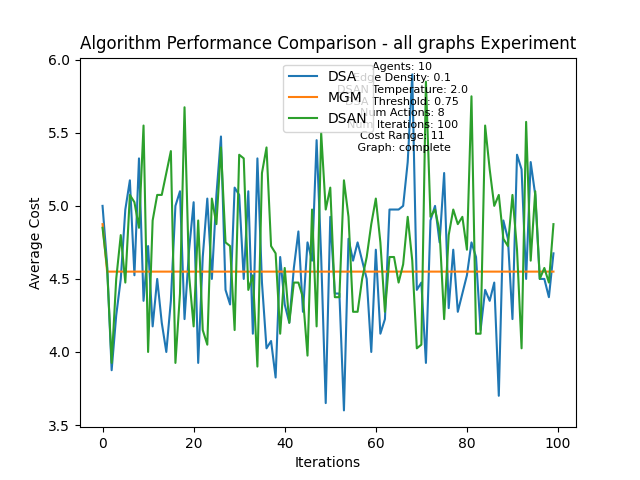 Algorithm Performance Comparison - all graphs Experiment
Average Cost
6.0
5.5
5.0
4.5
4.0
3.5
DSA
MGM
DSAN
Agents: 10
Edge Density: 0.1
DSAN Temperature: 2.0
DSA Threshold: 0.75
Num Actions: 8
Num Iterations: 100
Cost Range: 11
Graph: complete
0
20
40
60
80
100
Iterations